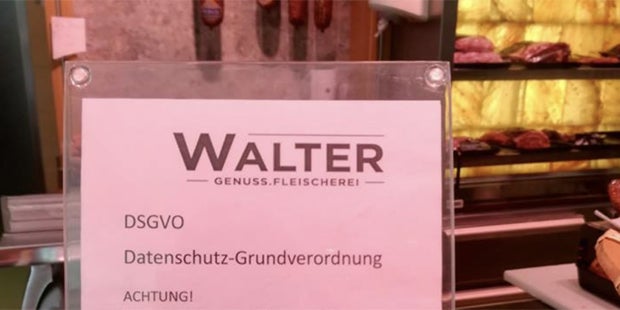 WALTER
GENUSS.FLEISCHEREI
DSGVO
Datenschutz-Grundverordnung
ACHTUNG!